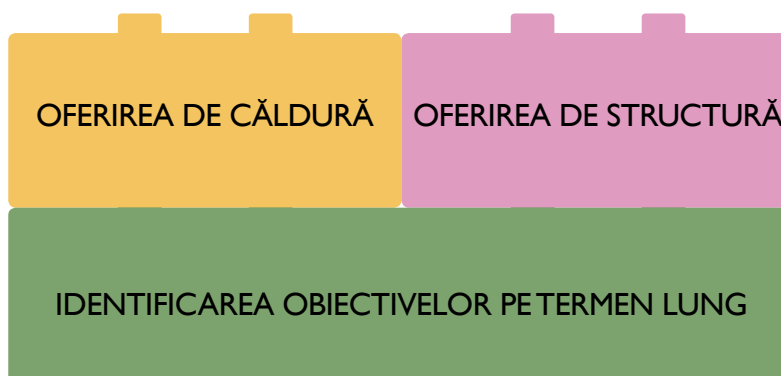 OFERIREA DE CĂLDURĂ
OFERIREA DE STRUCTURĂ
IDENTIFICAREA OBIECTIVELOR PE TERMEN LUNG